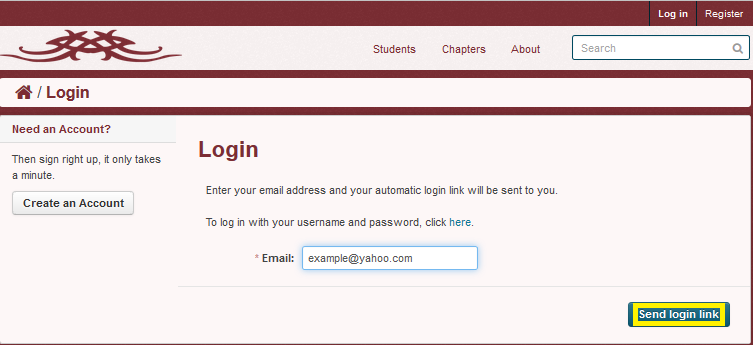 Log in Register
Students Chapters About Search
/ Login
Need an Account?
Then sign right up, it only takes
a minute.
Create an Account
Login
Enter your email address and your automatic login link will be sent to you.
To log in with your username and password, click here.
* Email: example@yahoo.com
Send login link